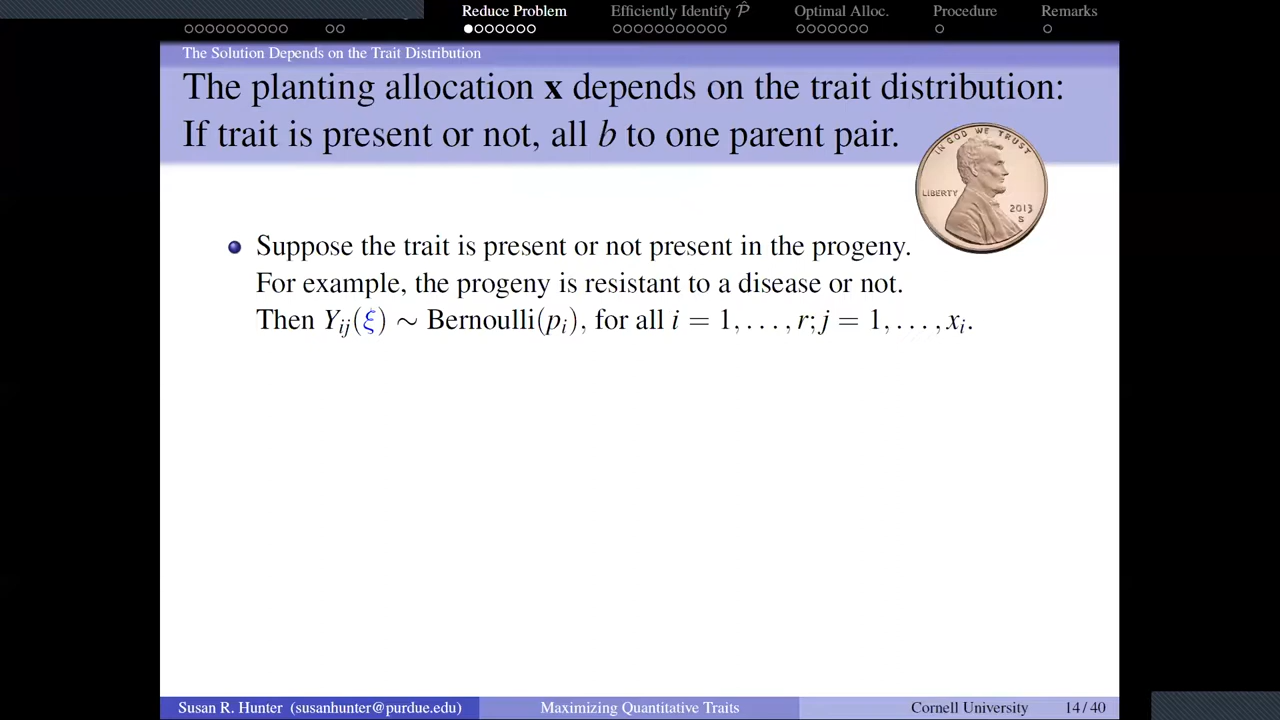 Reduce Problem Efficiently Identify P̂ Optimal Alloc. Procedure Remarks
The Solution Depends on the Trait Distribution
The planting allocation x depends on the trait distribution:
If trait is present or not, all b to one parent pair.
IN GOD WE TRUST
LIBERTY
2013
S
Suppose the trait is present or not present in the progeny.
For example, the progeny is resistant to a disease or not.
Then Yᵢⱼ(ξ) ∼ Bernoulli(pᵢ), for all i = 1, . . . , r; j = 1, . . . , xᵢ.
Susan R. Hunter (susanhunter@purdue.edu) Maximizing Quantitative Traits Cornell University 14 / 40